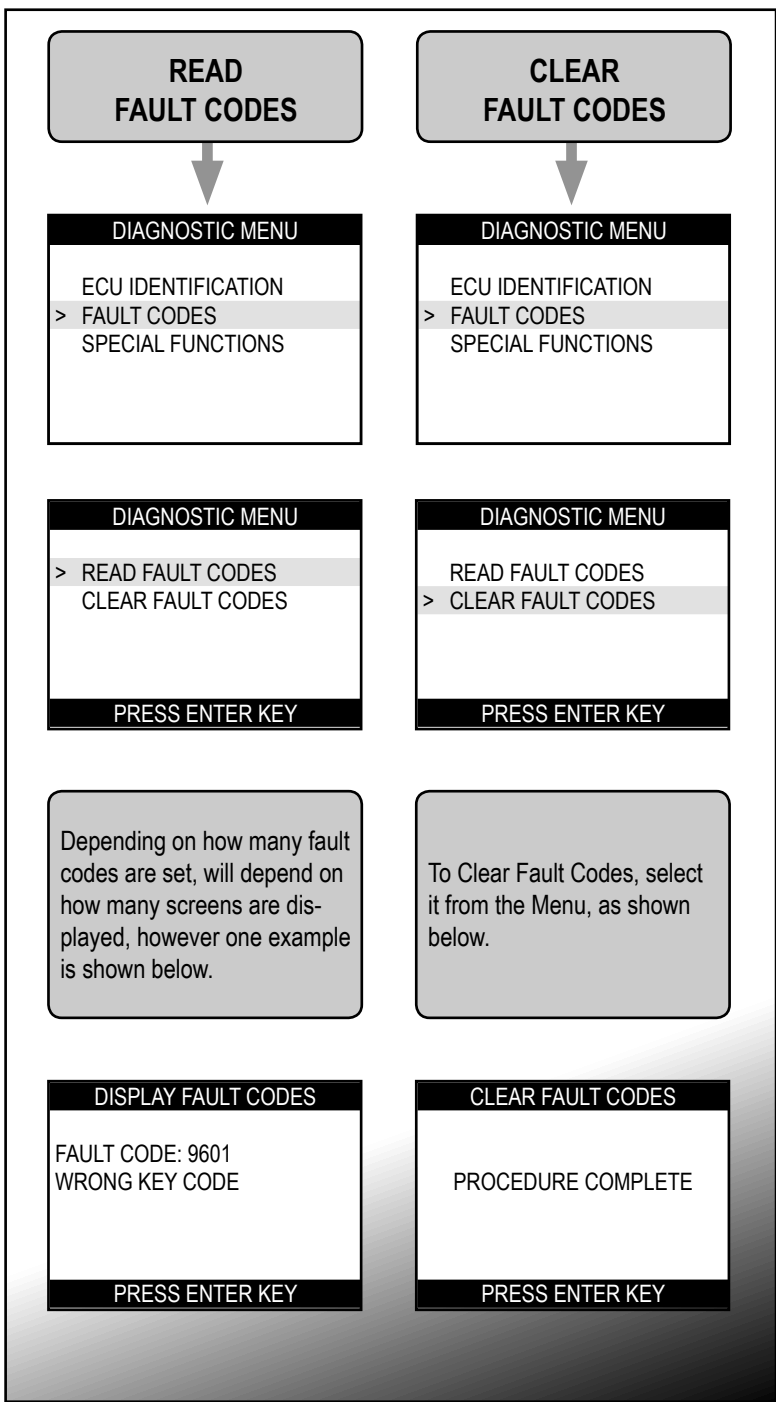 READ
FAULT CODES
DIAGNOSTIC MENU
ECU IDENTIFICATION
> FAULT CODES
SPECIAL FUNCTIONS
DIAGNOSTIC MENU
> READ FAULT CODES
CLEAR FAULT CODES
PRESS ENTER KEY
Depending on how many fault
codes are set, will depend on
how many screens are dis-
played, however one example
is shown below.
DISPLAY FAULT CODES
FAULT CODE: 9601
WRONG KEY CODE
PRESS ENTER KEY
CLEAR
FAULT CODES
DIAGNOSTIC MENU
ECU IDENTIFICATION
> FAULT CODES
SPECIAL FUNCTIONS
DIAGNOSTIC MENU
READ FAULT CODES
> CLEAR FAULT CODES
PRESS ENTER KEY
To Clear Fault Codes, select
it from the Menu, as shown
below.
CLEAR FAULT CODES
PROCEDURE COMPLETE
PRESS ENTER KEY